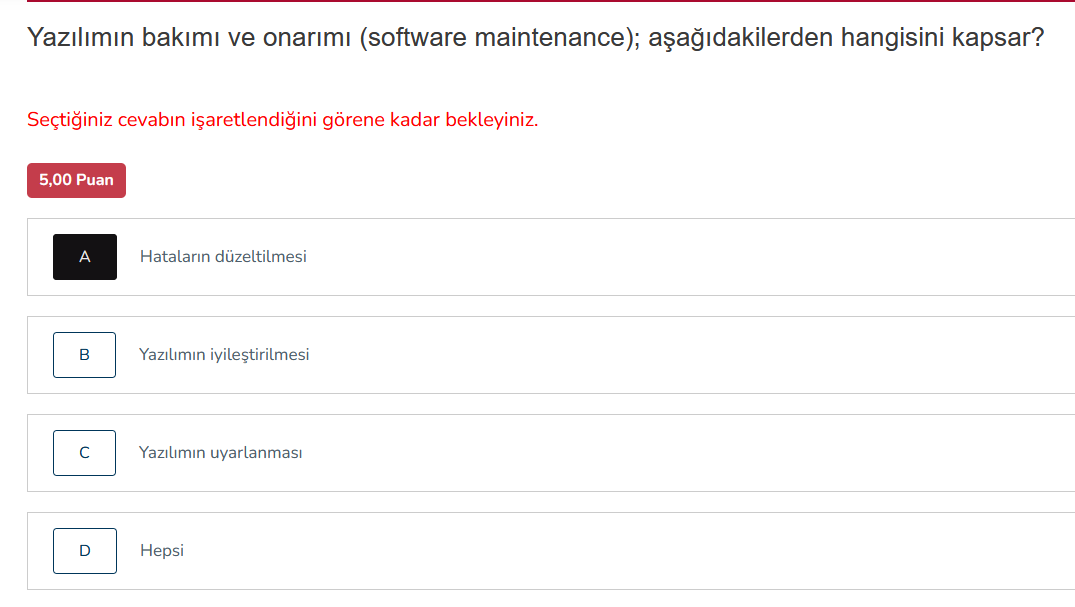 Yazılımın bakımı ve onarımı (software maintenance); aşağıdakilerden hangisini kapsar?
Seçtiğiniz cevabın işaretlendiğini görene kadar bekleyiniz.
5,00 Puan
A Hataların düzeltilmesi
B Yazılımın iyileştirilmesi
C Yazılımın uyarlanması
D Hepsi